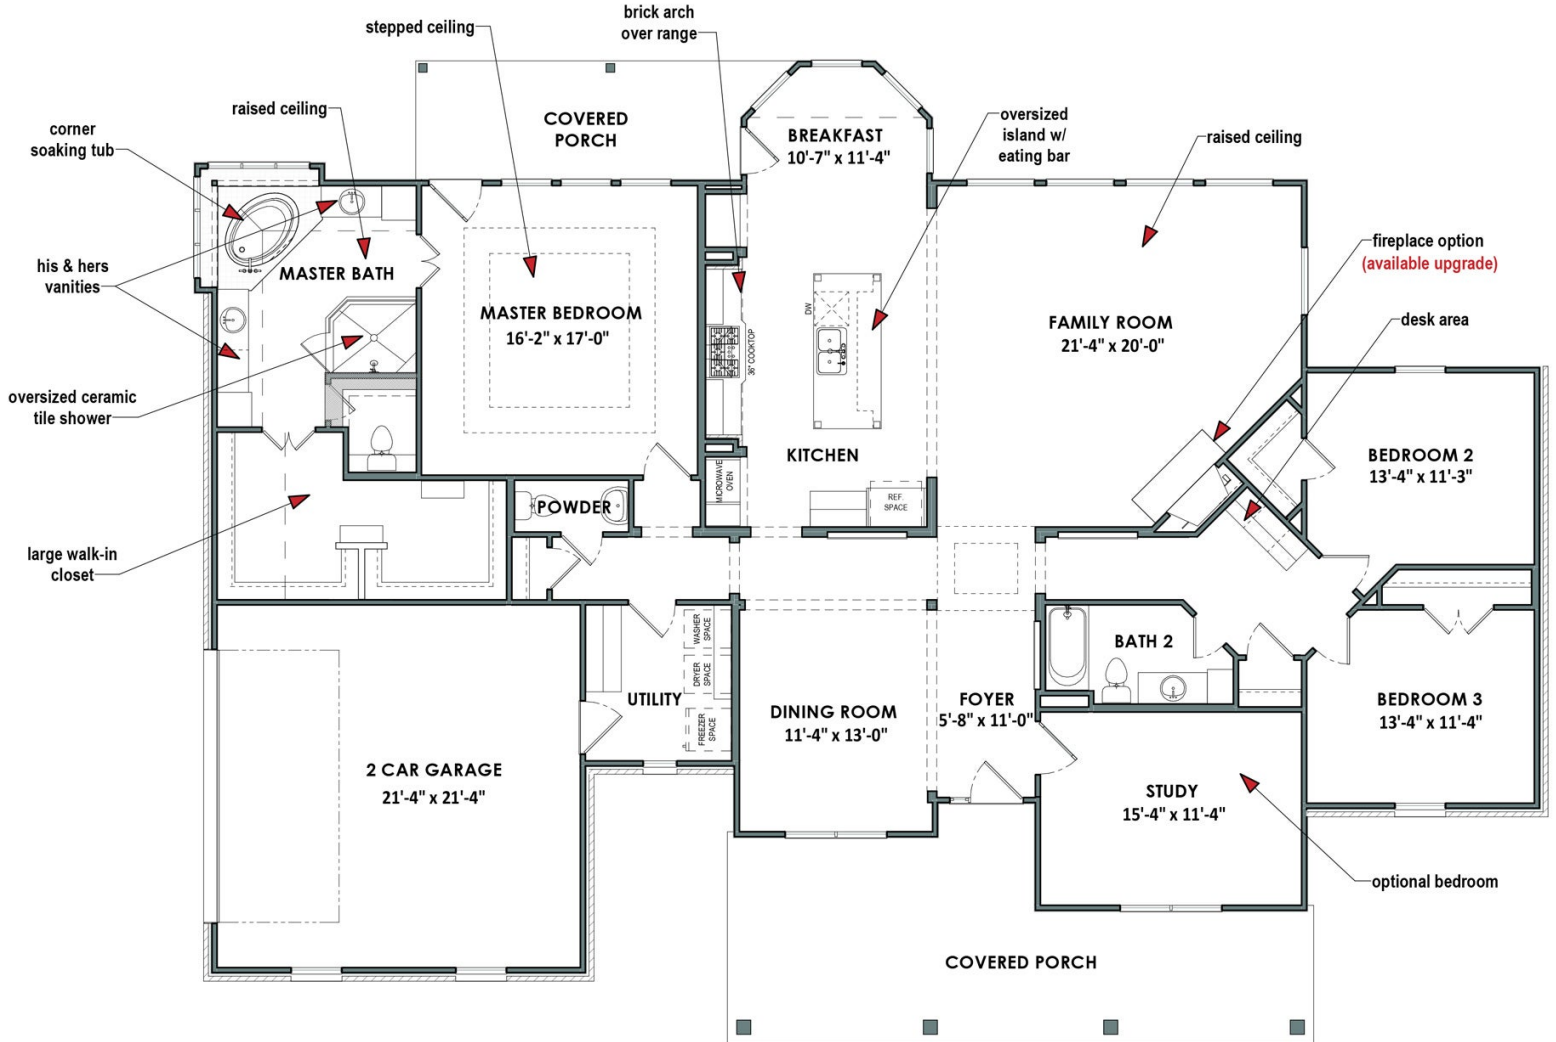 brick arch
over range
stepped ceiling
raised ceiling
corner
soaking tub
COVERED
PORCH
BREAKFAST
10'-7" x 11'-4"
oversized
island w/
eating bar
raised ceiling
his & hers
vanities
MASTER BATH
fireplace option
(available upgrade)
MASTER BEDROOM
16'-2" x 17'-0"
DW
36" COOKTOP
FAMILY ROOM
21'-4" x 20'-0"
desk area
oversized ceramic
tile shower
KITCHEN
BEDROOM 2
13'-4" x 11'-3"
MICROWAVE
OVEN
REF.
SPACE
POWDER
large walk-in
closet
WASHER
SPACE
DRYER
SPACE
FREEZER
SPACE
UTILITY
BATH 2
DINING ROOM
11'-4" x 13'-0"
FOYER
5'-8" x 11'-0"
BEDROOM 3
13'-4" x 11'-4"
2 CAR GARAGE
21'-4" x 21'-4"
STUDY
15'-4" x 11'-4"
optional bedroom
COVERED PORCH